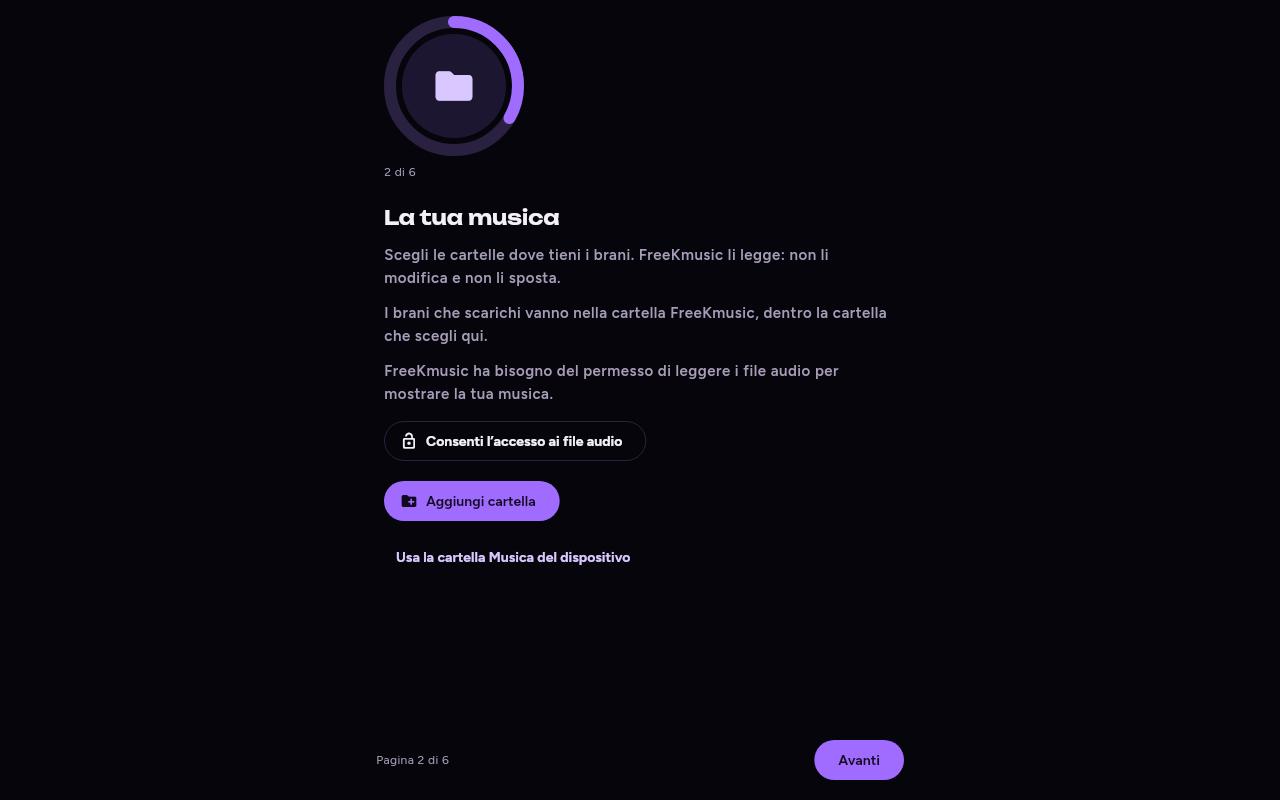 2 di 6
La tua musica
Scegli le cartelle dove tieni i brani. FreeKmusic li legge: non li
modifica e non li sposta.
I brani che scarichi vanno nella cartella FreeKmusic, dentro la cartella
che scegli qui.
FreeKmusic ha bisogno del permesso di leggere i file audio per
mostrare la tua musica.
Consenti l’accesso ai file audio
Aggiungi cartella
Usa la cartella Musica del dispositivo
Pagina 2 di 6
Avanti